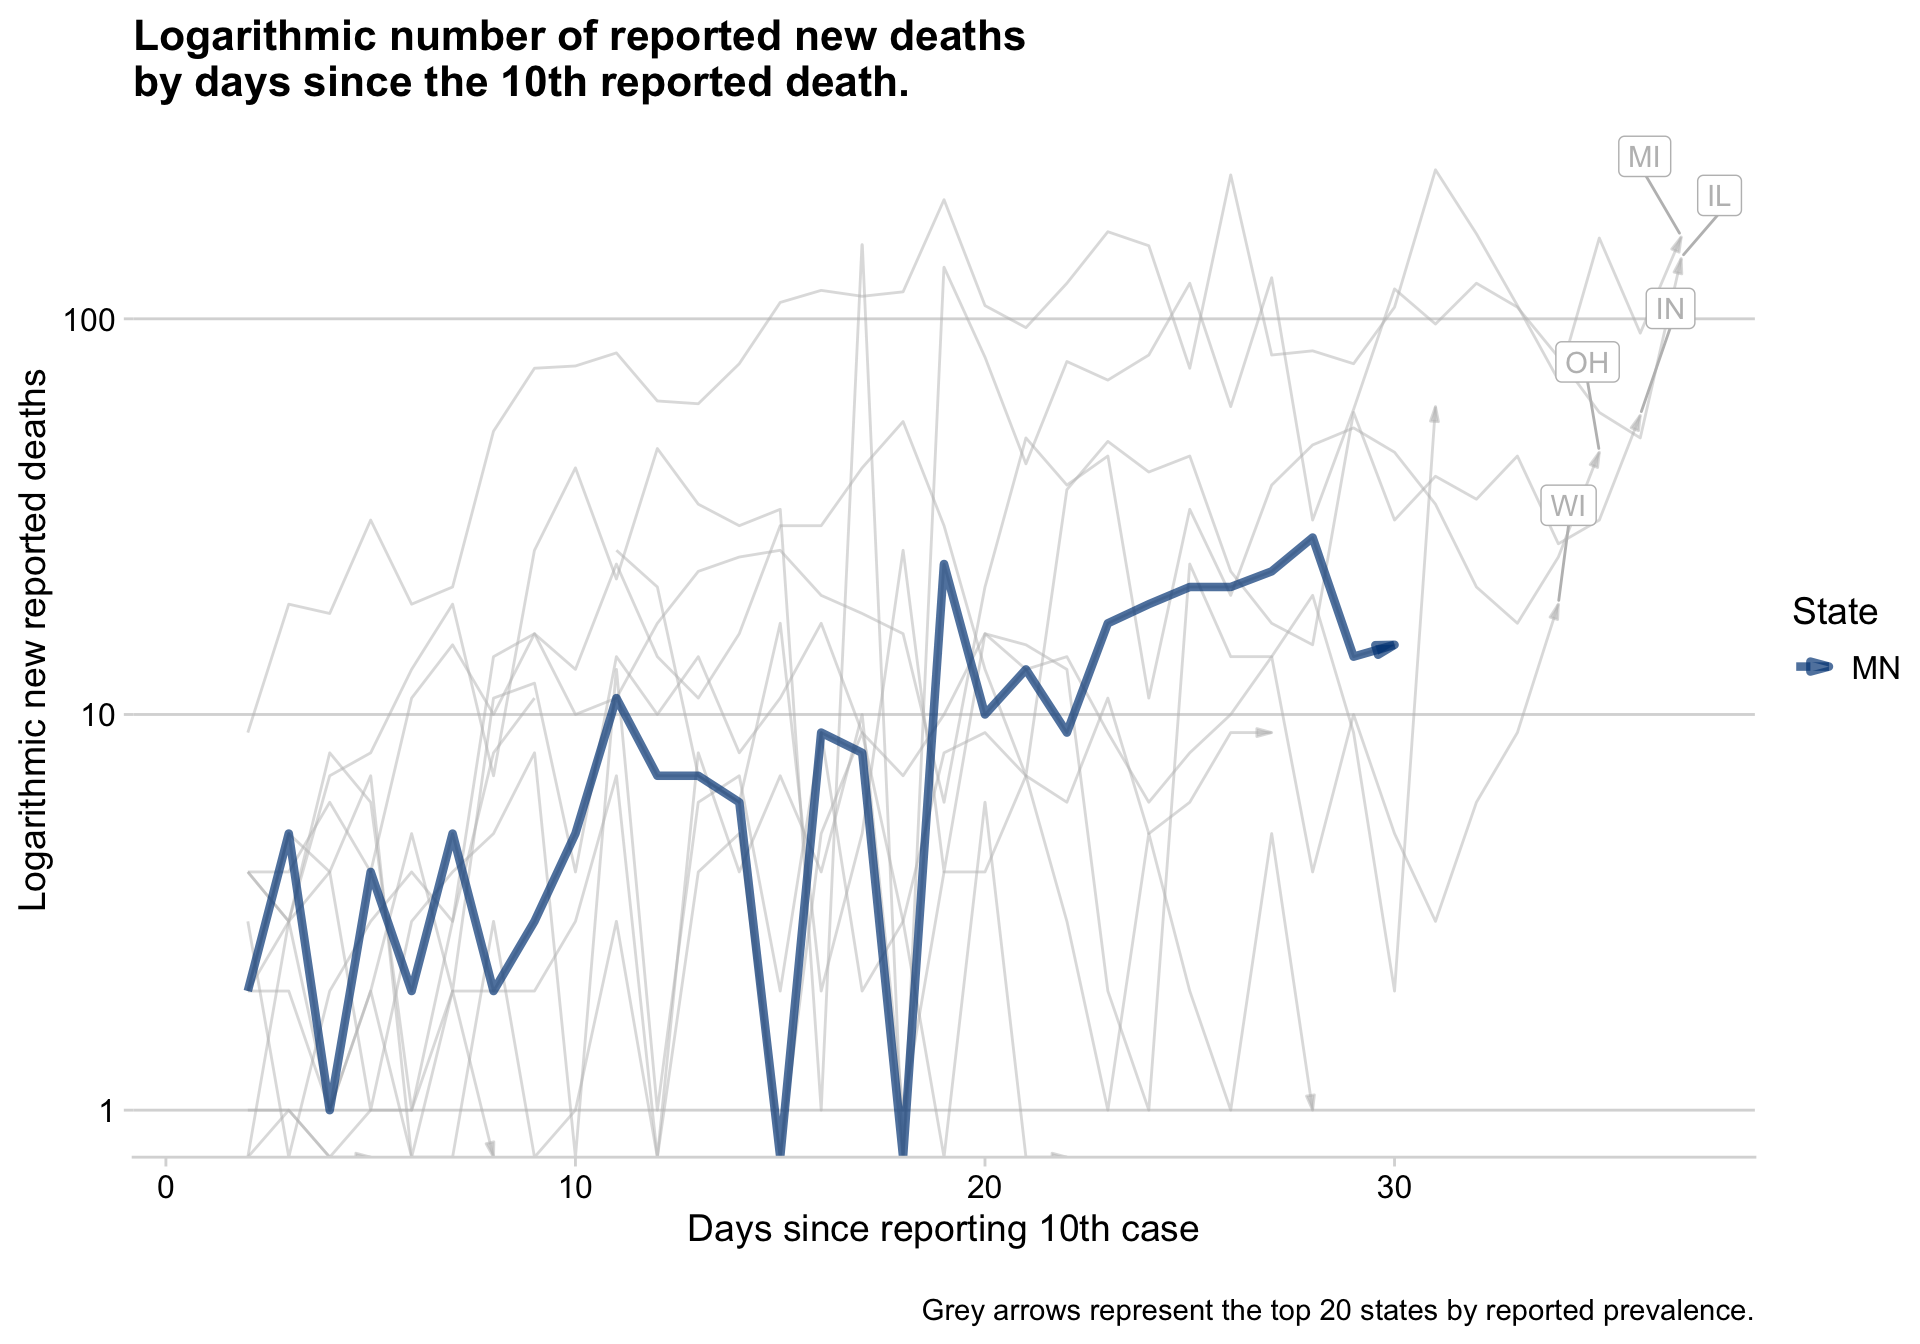 Logarithmic number of reported new deaths
by days since the 10th reported death.
MI
IL
100
IN
OH
WI
Logarithmic new reported deaths
State
MN
10
1
0
10
20
30
Days since reporting 10th case
Grey arrows represent the top 20 states by reported prevalence.